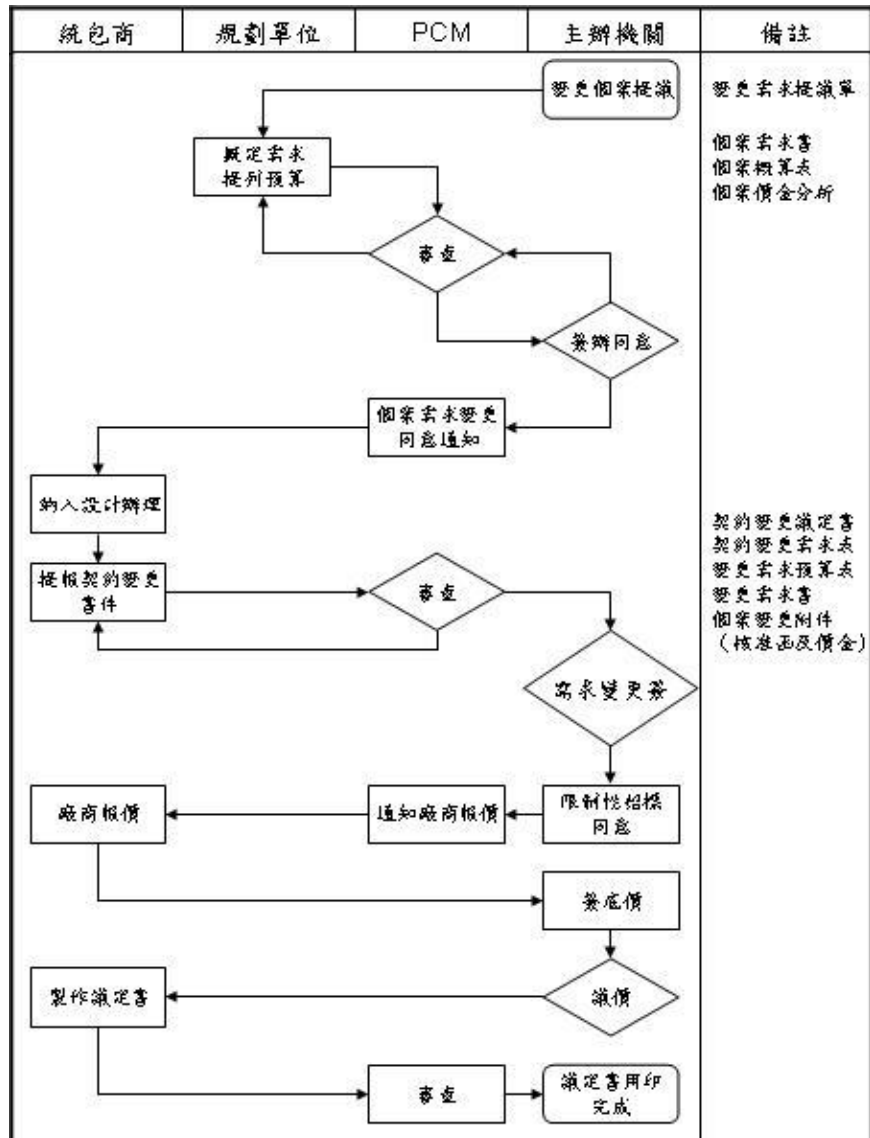 統包商 規劃單位 PCM 主辦機關 備註
變更個案提議 變更需求提議單
擬定需求
提列預算
個案需求書
個案概算表
個案價金分析
審查
簽辦同意
個案需求變更
同意通知
納入設計辦理
提報契約變更
書件
審查
契約變更議定書
契約變更需求表
變更需求預算表
變更需求書
個案變更附件
(核准函及價金)
需求變更簽
廠商報價 通知廠商報價 限制性招標
同意
簽底價
製作議定書 議價
審查 議定書用印
完成